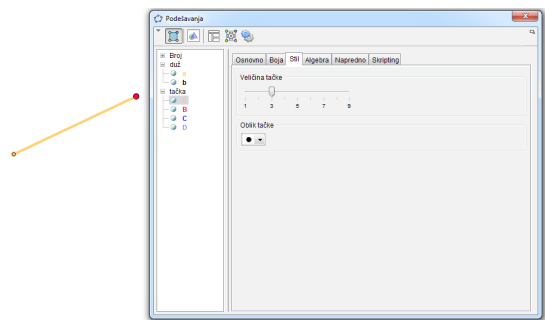 Podešavanja
Broj
duž
a
b
tačka
B
C
D
Osnovno Boja Stil Algebra Napredno Skripting
Veličina tačke
1 3 5 7 9
Oblik tačke